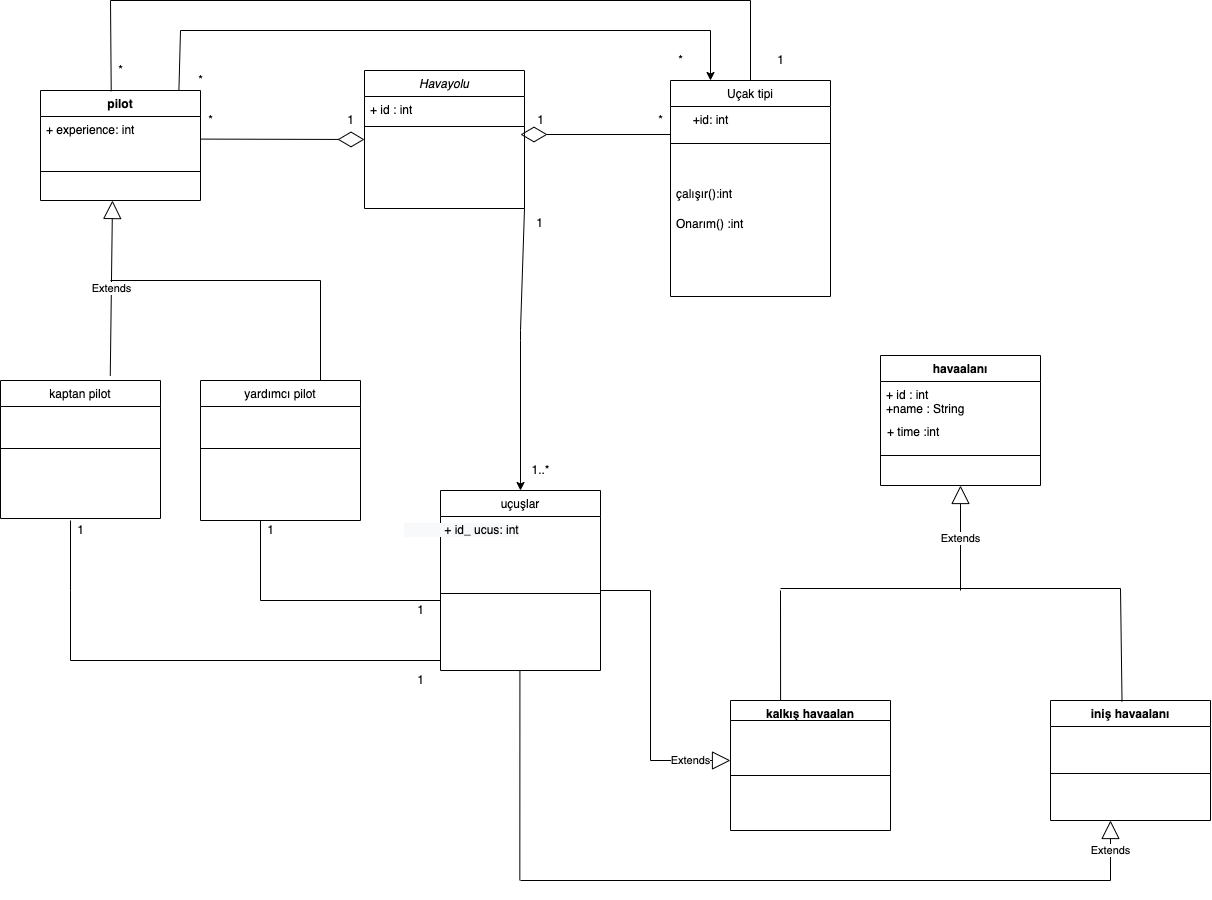 *
*
*
1
pilot
+ experience: int
*
1
Havayolu
+ id : int
1
*
Uçak tipi
+id: int
çalışır():int
Onarım() :int
1
Extends
kaptan pilot
yardımcı pilot
havaalanı
+ id : int
+name : String
+ time :int
1..*
uçuşlar
+ id_ ucus: int
1
1
1
1
Extends
kalkış havaalan
iniş havaalanı
Extends
Extends